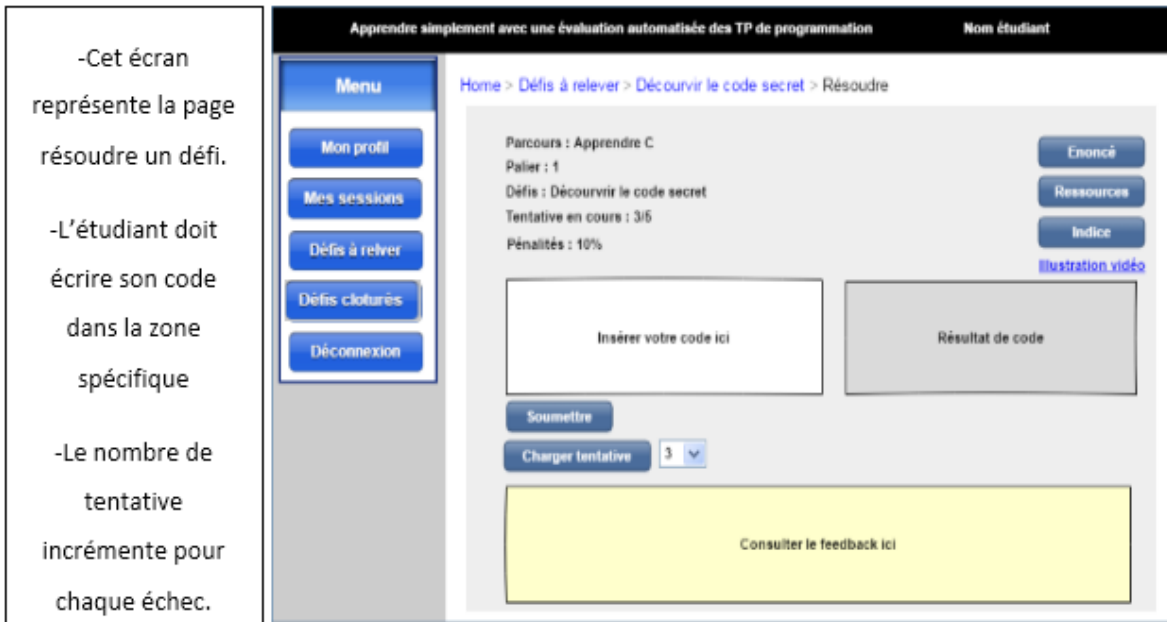 -Cet écran
représente la page
résoudre un défi.
-L'étudiant doit
écrire son code
dans la zone
spécifique
-Le nombre de
tentative
incrémente pour
chaque échec.
Apprendre simplement avec une évaluation automatisée des TP de programmation Nom étudiant
Menu
Mon profil
Mes sessions
Défis à relver
Défis cloturés
Déconnexion
Home > Défis à relever > Décourvir le code secret > Résoudre
Parcours : Apprendre C
Palier : 1
Défis : Décourvrir le code secret
Tentative en cours : 3/5
Pénalités : 10%
Enoncé
Ressources
Indice
Illustration vidéo
Insérer votre code ici
Résultat de code
Soumettre
Charger tentative 3
Consulter le feedback ici